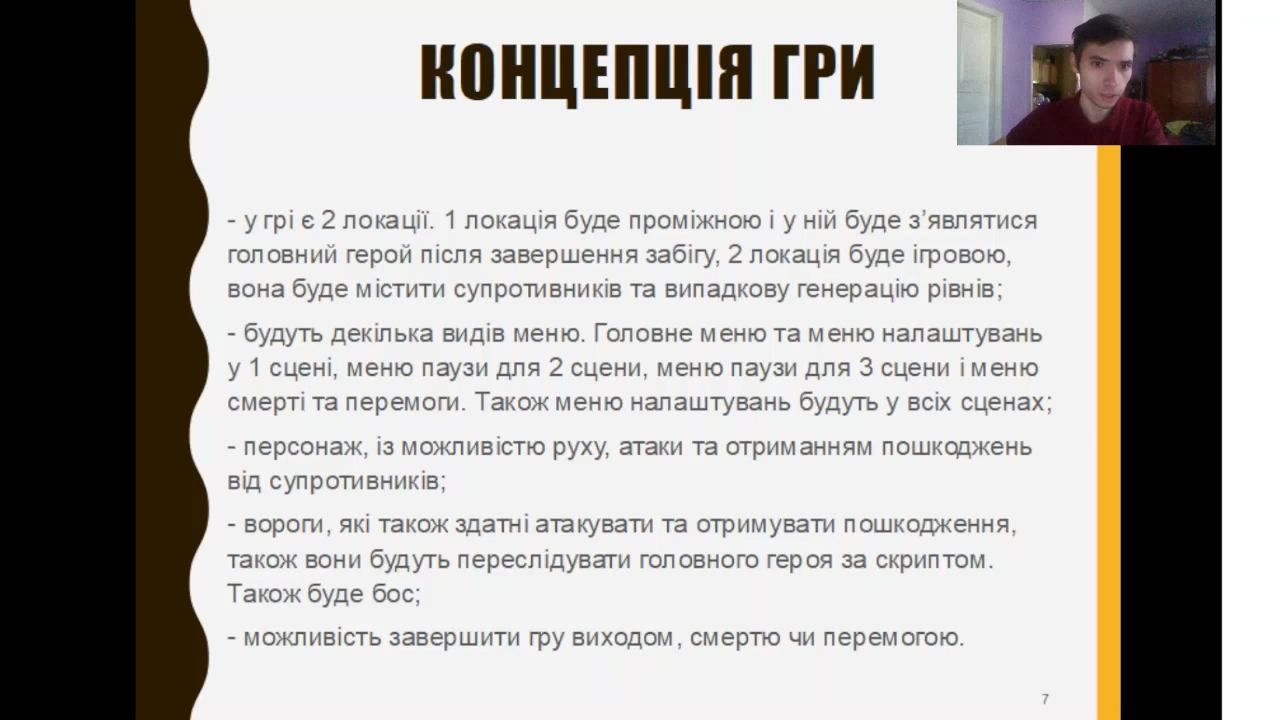 КОНЦЕПЦІЯ ГРИ
- у грі є 2 локації. 1 локація буде проміжною і у ній буде з’являтися
головний герой після завершення забігу, 2 локація буде ігровою,
вона буде містити супротивників та випадкову генерацію рівнів;
- будуть декілька видів меню. Головне меню та меню налаштувань
у 1 сцені, меню паузи для 2 сцени, меню паузи для 3 сцени і меню
смерті та перемоги. Також меню налаштувань будуть у всіх сценах;
- персонаж, із можливістю руху, атаки та отриманням пошкоджень
від супротивників;
- вороги, які також здатні атакувати та отримувати пошкодження,
також вони будуть переслідувати головного героя за скриптом.
Також буде бос;
- можливість завершити гру виходом, смертю чи перемогою.
7